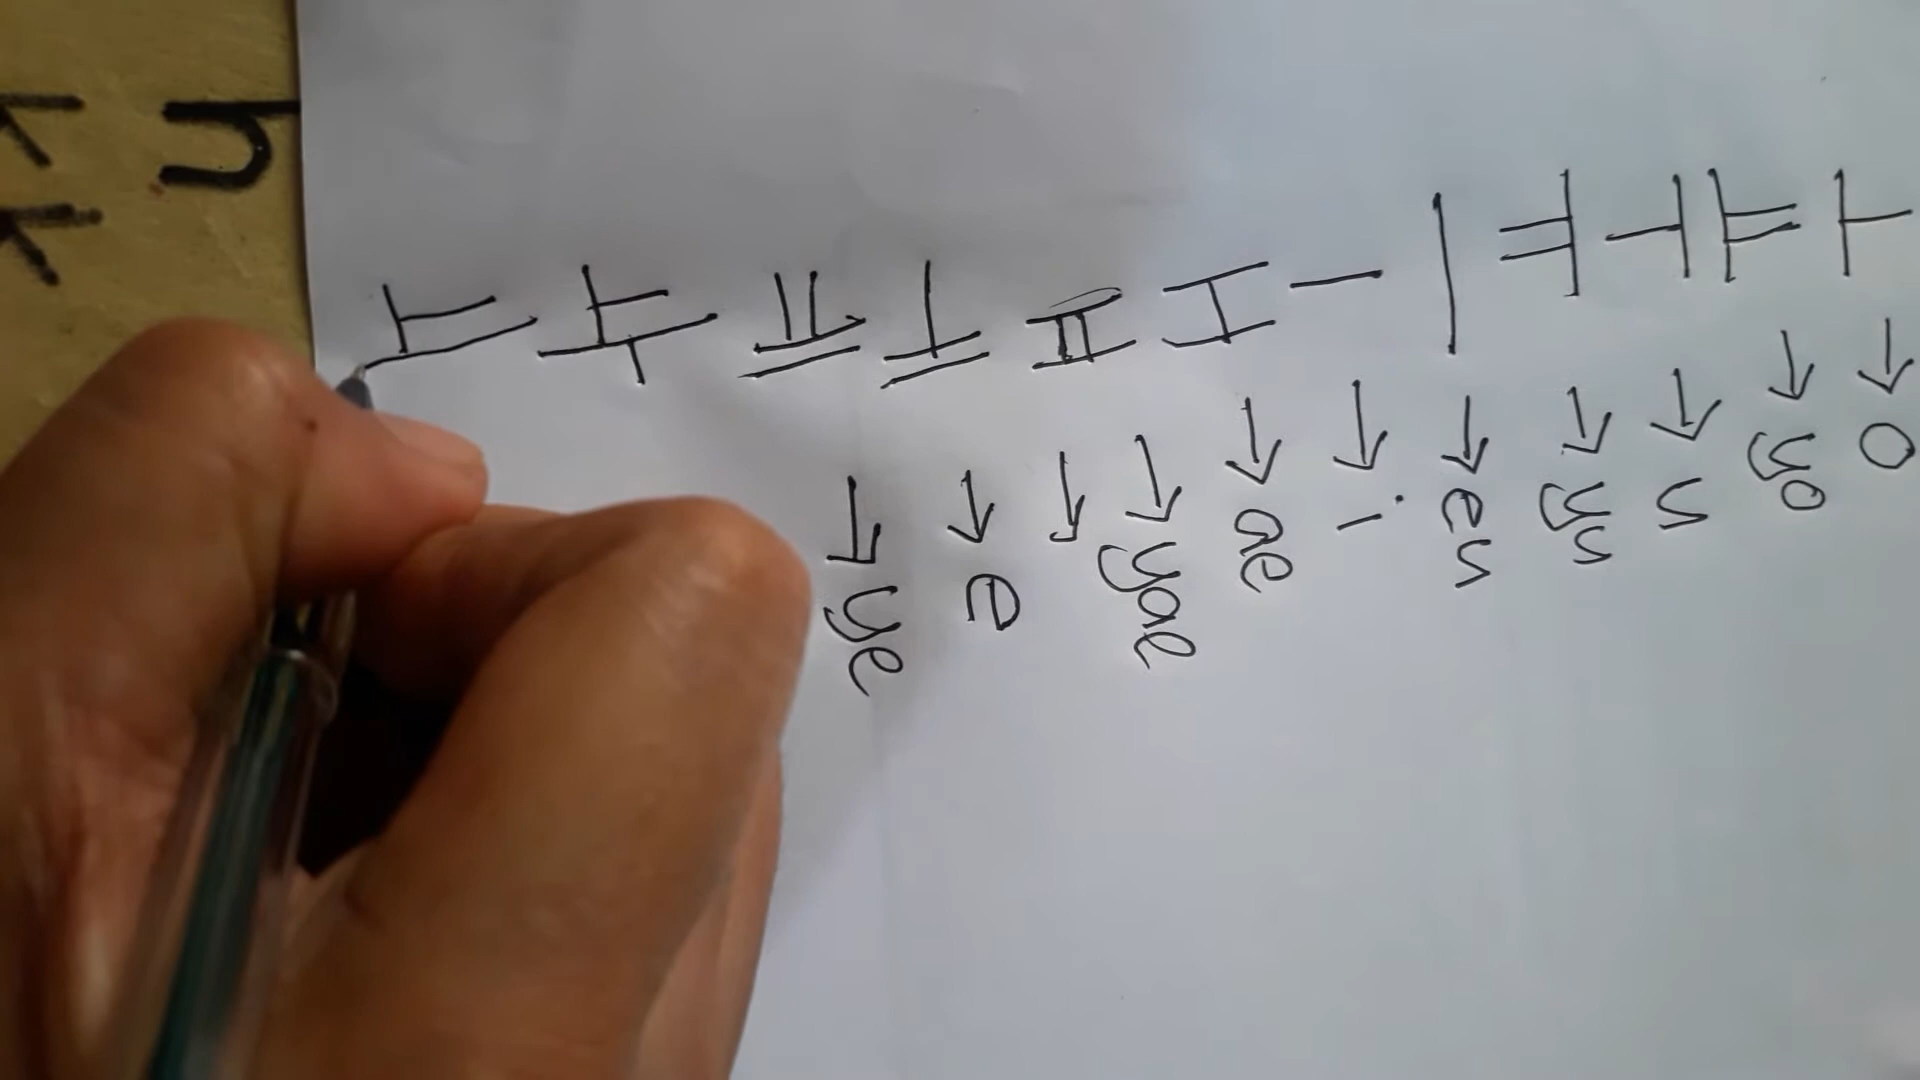 ㅗ → o
ㅛ → yo
ㅜ → u
ㅠ → yu
ㅡ → eu
ㅣ → i
ㅐ → ae
ㅒ → yae
→
ㅔ → e
ㅖ → ye
ㅘ
ㅚ